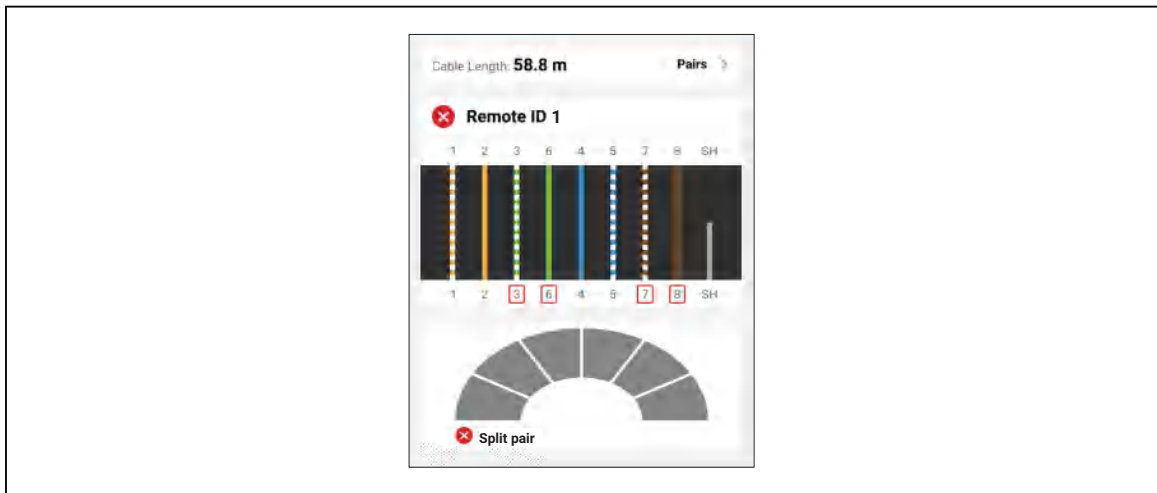 Cable Length: 58.8 m Pairs >
Remote ID 1
1 2 3 6 4 5 7 8 SH
1 2 3 6 4 5 7 8 SH
Split pair